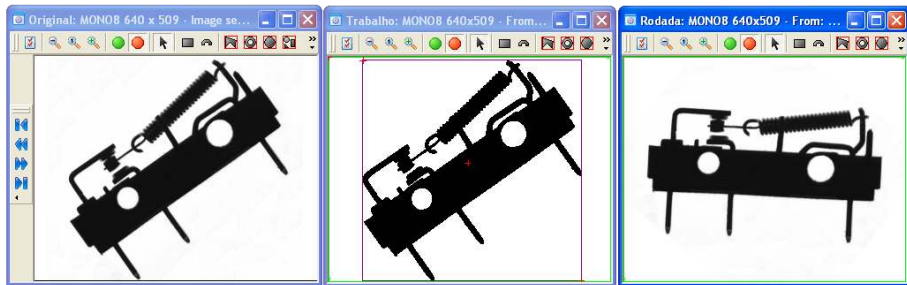 Original: MONO8 640 x 509 - Image se...
Trabalho: MONO8 640x509 - From...
Rodada: MONO8 640x509 - From: ...